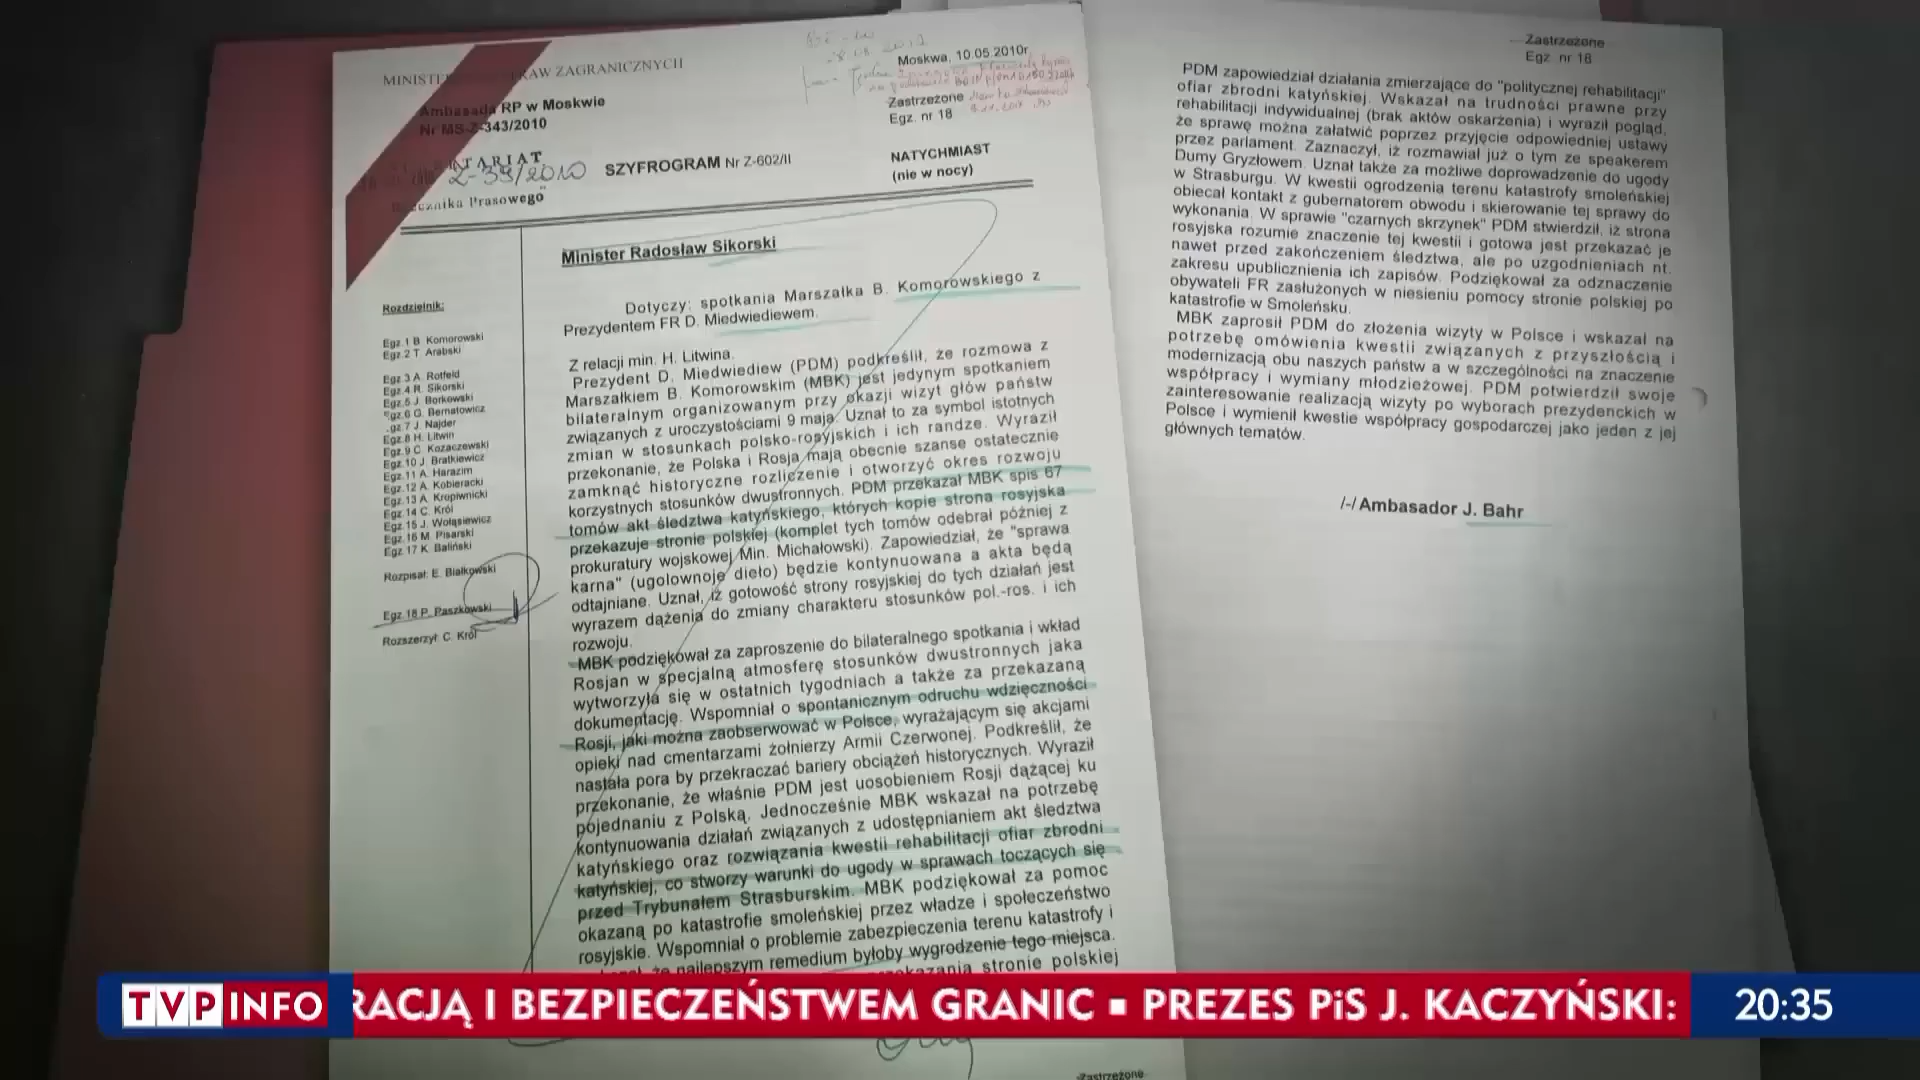 MINISTE RAW ZAGRANICZNYCH
Ambasada RP w Moskwie
Nr MS-Z-343/2010
TARIAT
Z-39/2010
Rzecznika Prasowego
SZYFROGRAM Nr Z-602/II
Moskwa, 10.05.2010r.
Zastrzeżone
Egz. nr 18
NATYCHMIAST
(nie w nocy)
Rozdzielnik:
Egz.1 B Komorowski
Egz.2 T. Arabski
Egz.3 A. Rotfeld
Egz.4 R. Sikorski
Egz.5 J. Borkowski
Egz.6 G. Bernatowicz
gz.7 J. Najder
Egz.8 H. Litwin
Egz.9 C. Kozaczewski
Egz.10 J. Bratkiewicz
Egz.11 A. Harazim
Egz.12 A. Kobieracki
Egz.13 A. Kropiwnicki
Egz.14 C. Król
Egz.15 J. Wołąsiewicz
Egz.16 M. Pisarski
Egz 17 K. Baliński
Rozpisał: E. Białkowski
Egz 18 P. Paszkowski
Rozszerzył: C. Król
Minister Radosław Sikorski
Dotyczy: spotkania Marszałka B. Komorowskiego z
Prezydentem FR D. Miedwiediewem.
Z relacji min. H. Litwina.
Prezydent D. Miedwiediew (PDM) podkreślił, że rozmowa z
Marszałkiem B. Komorowskim (MBK) jest jedynym spotkaniem
bilateralnym organizowanym przy okazji wizyt głów państw
związanych z uroczystościami 9 maja. Uznał to za symbol istotnych
zmian w stosunkach polsko-rosyjskich i ich randze. Wyraził
przekonanie, że Polska i Rosja mają obecnie szanse ostatecznie
zamknąć historyczne rozliczenie i otworzyć okres rozwoju
korzystnych stosunków dwustronnych. PDM przekazał MBK spis 67
tomów akt śledztwa katyńskiego, których kopie strona rosyjska
przekazuje stronie polskiej (komplet tych tomów odebrał później z
prokuratury wojskowej Min. Michałowski). Zapowiedział, że "sprawa
karna" (ugolownoje dieło) będzie kontynuowana a akta będą
odtajniane. Uznał, iż gotowość strony rosyjskiej do tych działań jest
wyrazem dążenia do zmiany charakteru stosunków pol.-ros. i ich
rozwoju.
MBK podziękował za zaproszenie do bilateralnego spotkania i wkład
Rosjan w specjalną atmosferę stosunków dwustronnych jaka
wytworzyła się w ostatnich tygodniach a także za przekazaną
dokumentację. Wspomniał o spontanicznym odruchu wdzięczności
Rosji, jaki można zaobserwować w Polsce, wyrażającym się akcjami
opieki nad cmentarzami żołnierzy Armii Czerwonej. Podkreślił, że
nastała pora by przekraczać bariery obciążeń historycznych. Wyraził
przekonanie, że właśnie PDM jest uosobieniem Rosji dążącej ku
pojednaniu z Polską. Jednocześnie MBK wskazał na potrzebę
kontynuowania działań związanych z udostępnianiem akt śledztwa
katyńskiego oraz rozwiązania kwestii rehabilitacji ofiar zbrodni
katyńskiej, co stworzy warunki do ugody w sprawach toczących się
przed Trybunałem Strasburskim. MBK podziękował za pomoc
okazaną po katastrofie smoleńskiej przez władze i społeczeństwo
rosyjskie. Wspomniał o problemie zabezpieczenia terenu katastrofy i
że najlepszym remedium byłoby wygrodzenie tego miejsca.
przekazania stronie polskiej
Zastrzeżone
Zastrzeżone
Egz nr 18
PDM zapowiedział działania zmierzające do "politycznej rehabilitacji"
ofiar zbrodni katyńskiej. Wskazał na trudności prawne przy
rehabilitacji indywidualnej (brak aktów oskarżenia) i wyraził pogląd,
że sprawę można załatwić poprzez przyjęcie odpowiedniej ustawy
przez parlament. Zaznaczył, iż rozmawiał już o tym ze speakerem
Dumy Gryzłowem. Uznał także za możliwe doprowadzenie do ugody
w Strasburgu. W kwestii ogrodzenia terenu katastrofy smoleńskiej
obiecał kontakt z gubernatorem obwodu i skierowanie tej sprawy do
wykonania. W sprawie "czarnych skrzynek" PDM stwierdził, iż strona
rosyjska rozumie znaczenie tej kwestii i gotowa jest przekazać je
nawet przed zakończeniem śledztwa, ale po uzgodnieniach nt.
zakresu upublicznienia ich zapisów. Podziękował za odznaczenie
obywateli FR zasłużonych w niesieniu pomocy stronie polskiej po
katastrofie w Smoleńsku.
MBK zaprosił PDM do złożenia wizyty w Polsce i wskazał na
potrzebę omówienia kwestii związanych z przyszłością i
modernizacją obu naszych państw a w szczególności na znaczenie
współpracy i wymiany młodzieżowej. PDM potwierdził swoje
zainteresowanie realizacją wizyty po wyborach prezydenckich w
Polsce i wymienił kwestie współpracy gospodarczej jako jeden z jej
głównych tematów.
/-/ Ambasador J. Bahr
TVP INFO
RACJĄ I BEZPIECZEŃSTWEM GRANIC ▪ PREZES PiS J. KACZYŃSKI:
20:35